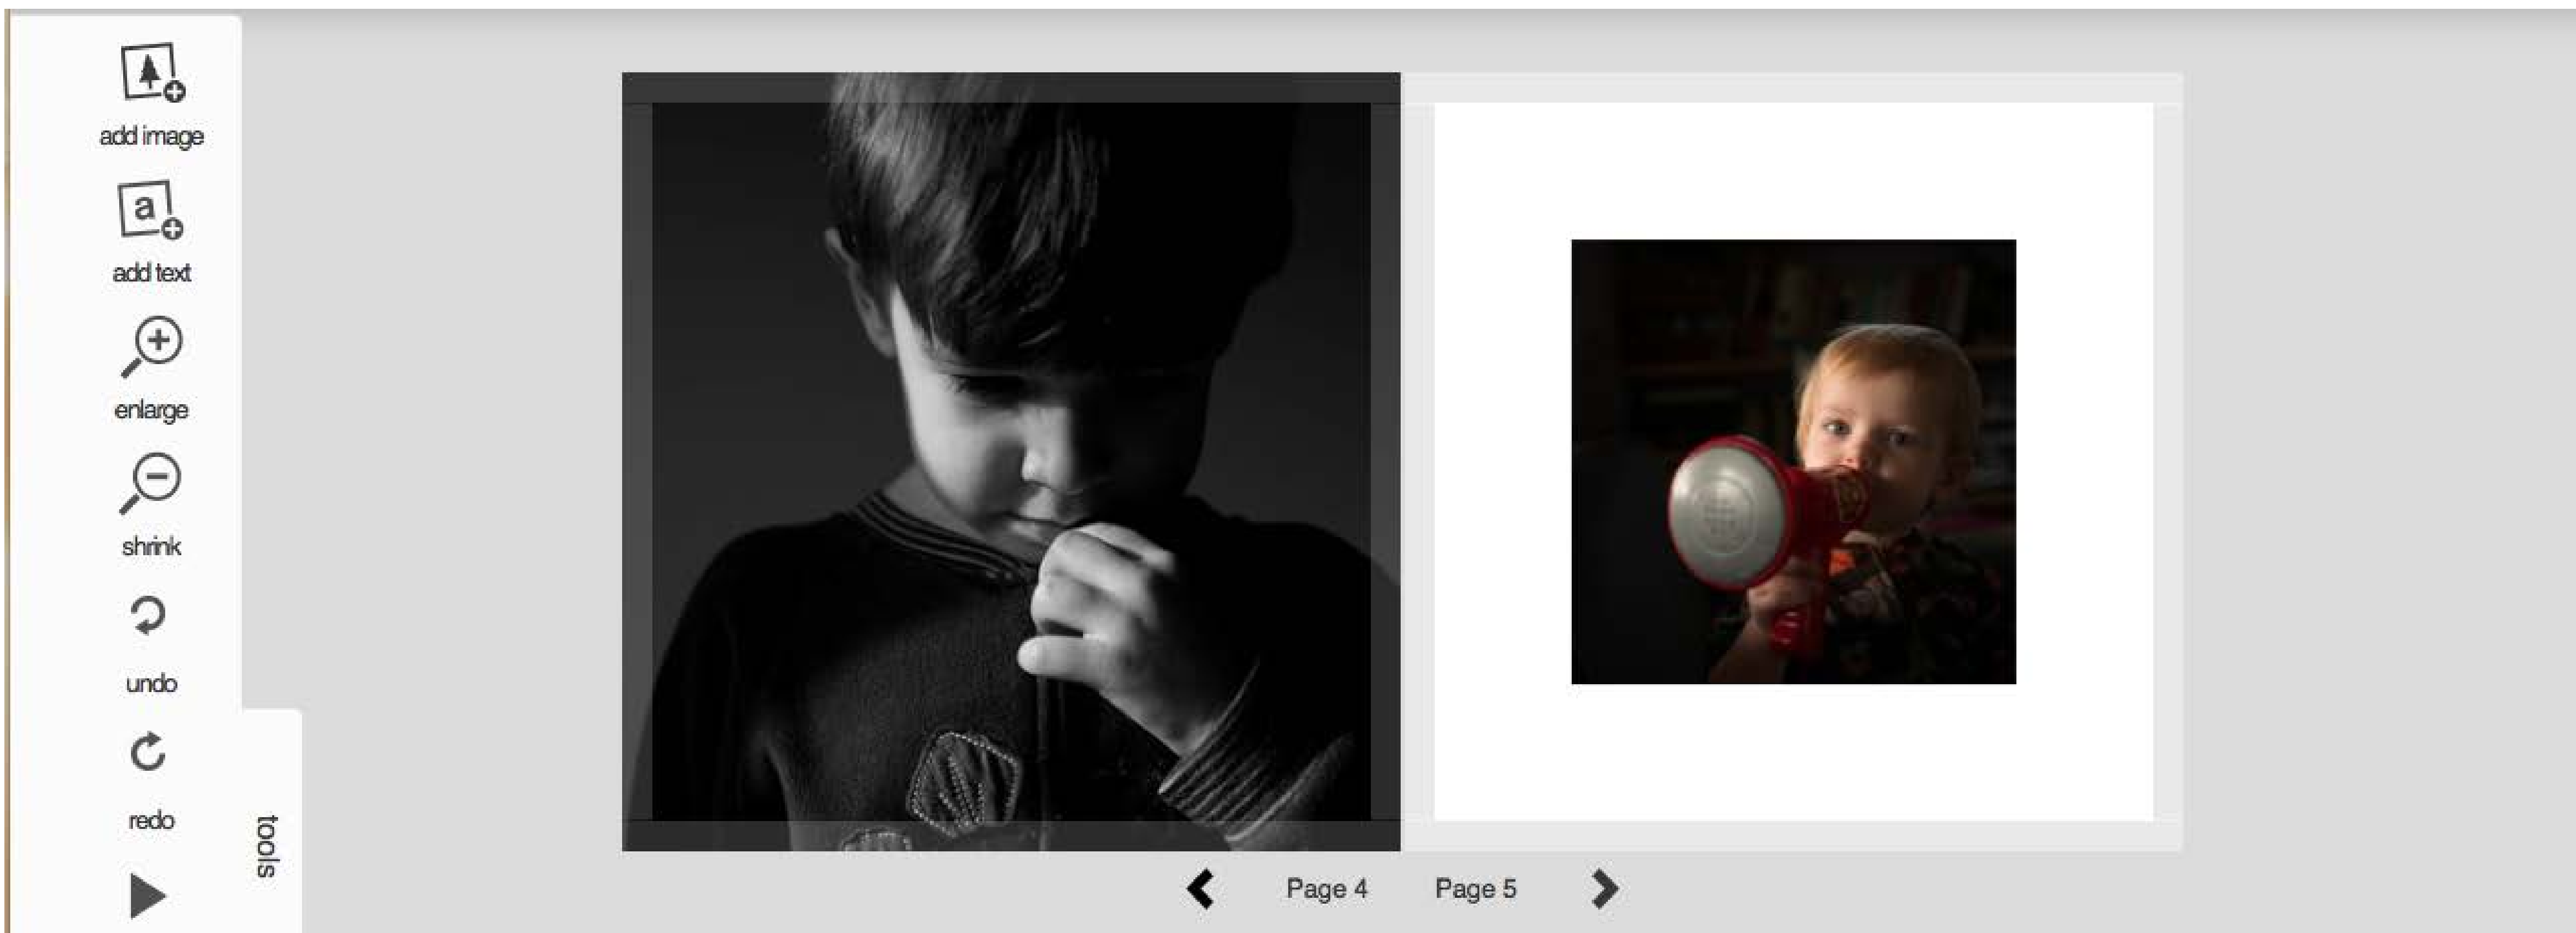 add image
a
add text
enlarge
shrink
undo
redo
tools
Page 4
Page 5